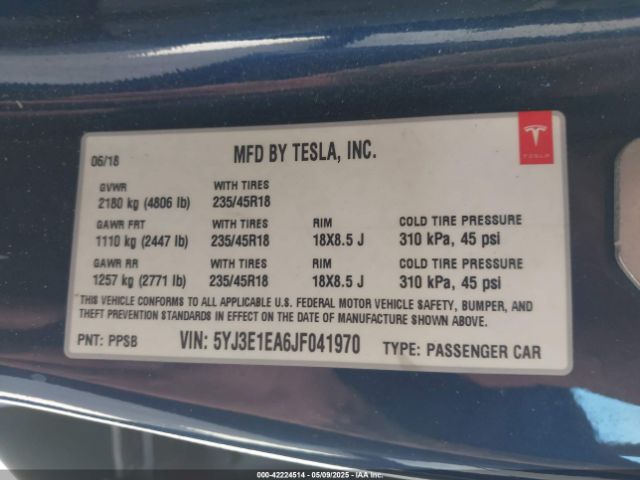 06/18 MFD BY TESLA, INC.
TESLA
GVWR WITH TIRES
2180 kg (4806 lb) 235/45R18
GAWR FRT WITH TIRES RIM COLD TIRE PRESSURE
1110 kg (2447 lb) 235/45R18 18X8.5 J 310 kPa, 45 psi
GAWR RR WITH TIRES RIM COLD TIRE PRESSURE
1257 kg (2771 lb) 235/45R18 18X8.5 J 310 kPa, 45 psi
THIS VEHICLE CONFORMS TO ALL APPLICABLE U.S. FEDERAL MOTOR VEHICLE SAFETY, BUMPER, AND
THEFT PREVENTION STANDARDS IN EFFECT ON THE DATE OF MANUFACTURE SHOWN ABOVE.
PNT: PPSB VIN: 5YJ3E1EA6JF041970 TYPE: PASSENGER CAR
000-42224514 - 05/09/2025 - IAAI.COM